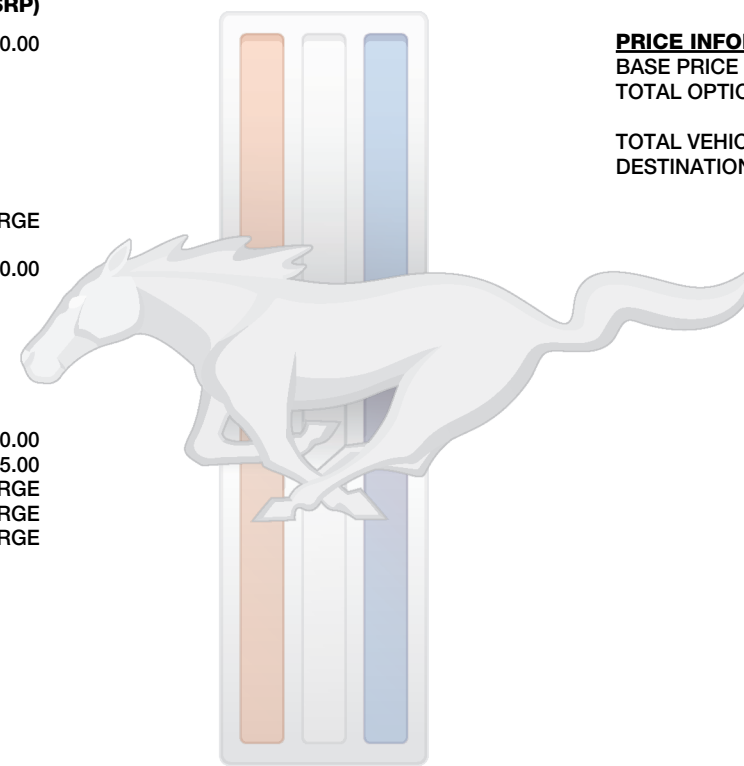 SRP)
0.00
RGE
0.00
0.00
5.00
RGE
RGE
RGE
PRICE INFO
BASE PRICE
TOTAL OPTIO
TOTAL VEHIC
DESTINATION